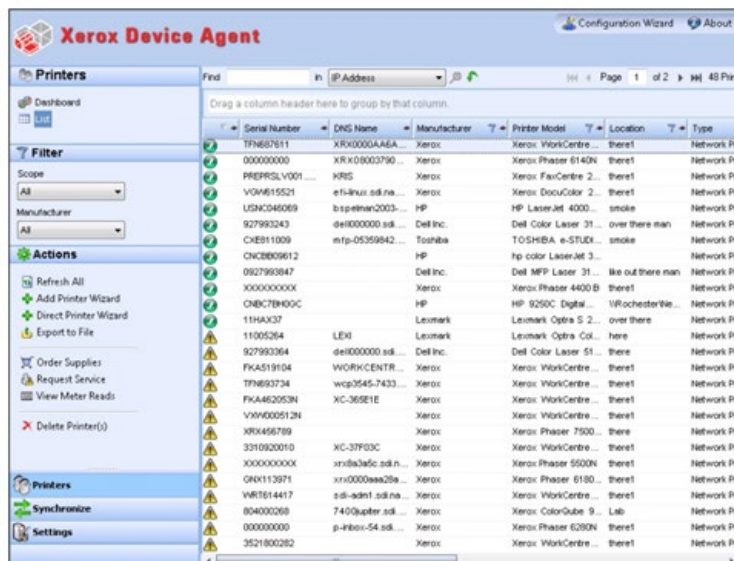 Xerox Device Agent
Configuration Wizard About
Printers
Find in IP Address Page 1 of 2 48 Prin
Dashboard
List
Drag a column header here to group by that column.
Serial Number DNS Name Manufacturer Printer Model Location Type
Filter
Scope
All
Manufacturer
All
Actions
Refresh All
Add Printer Wizard
Direct Printer Wizard
Export to File
Order Supplies
Request Service
View Meter Reads
Delete Printer(s)
Printers
Synchronize
Settings
TFN687611 XRX0000AA6A... Xerox Xerox WorkCentre... there1 Network P
000000000 XRX08003790... Xerox Xerox Phaser 6140N there1 Network P
PREPRSLV001.... KRIS Xerox Xerox FaxCentre 2... there1 Network P
VGW615521 efi-linux.sdi.na... Xerox Xerox DocuColor 2... there1 Network P
USNC046069 bspelman2003-... HP HP LaserJet 4000... smoke Network P
927993243 dell000000.sdi.... Dell Inc. Dell Color Laser 31... over there man Network P
CXE811009 mfp-05359842... Toshiba TOSHIBA e-STUDI... smoke Network P
CNCBB09612 HP hp color LaserJet 3... Network P
0927993847 Dell Inc. Dell MFP Laser 31... like out there man Network P
XXXXXXXXX Xerox Xerox Phaser 4400 B there1 Network P
CNBC7BH00C HP HP 9250C Digital... Network P
11HAX37 Lexmark Lexmark Optra S 2... over there Network P
11005264 LEXI Lexmark Lexmark Optra Col... here Network P
927993364 dell000000.sdi.... Dell Inc. Dell Color Laser 51... there Network P
FKA519104 WORKCENTR... Xerox Xerox WorkCentre... there1 Network P
TFN693734 wcp3545-7433... Xerox Xerox WorkCentre... there1 Network P
FKA462053N XC-365E1E Xerox Xerox WorkCentre... there1 Network P
VXW000512N Xerox Xerox WorkCentre... there1 Network P
XRX456789 Xerox Xerox Phaser 7500... there Network P
3310920010 XC-37F03C Xerox Xerox WorkCentre... there1 Network P
XXXXXXXXX xrx8a3a5c.sdi.n... Xerox Xerox Phaser 5500N there1 Network P
GNX113971 xrx0000aaa28a... Xerox Xerox Phaser 6180... there1 Network P
WRT614417 sdi-adm1.sdi.na... Xerox Xerox WorkCentre... there1 Network P
804000268 7400jupiter.sdi.... Xerox Xerox ColorQube 9... Lab Network P
000000000 p-inbox-54.sdi.... Xerox Xerox Phaser 6280N there1 Network P
3521800282 Xerox Xerox WorkCentre... there1 Network P